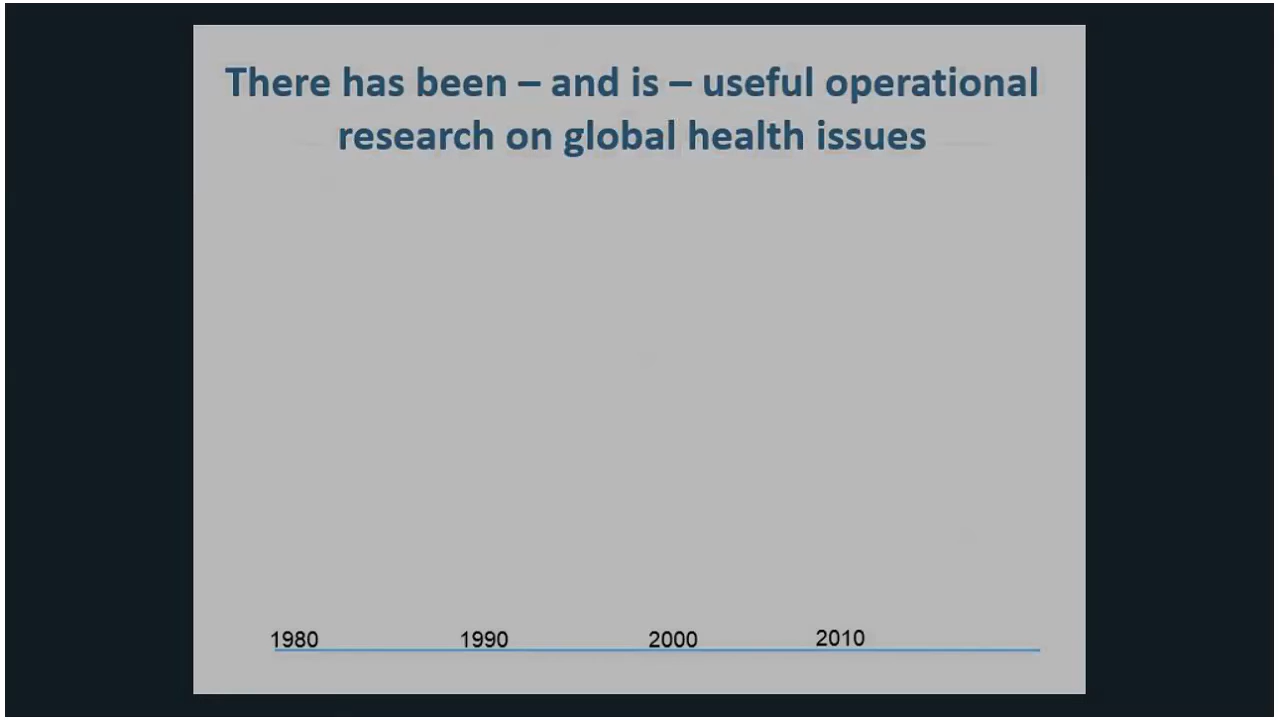 There has been – and is – useful operational
research on global health issues
1980 1990 2000 2010